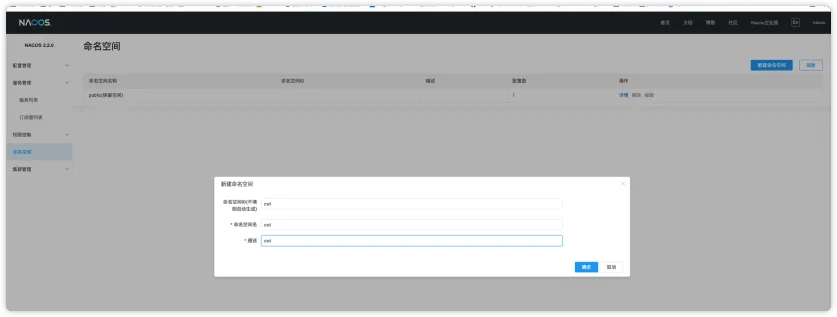 NACOS.
首页 文档 博客 社区 Nacos企业版 En nacos
NACOS 2.2.0
命名空间
配置管理
新建命名空间 刷新
服务管理
命名空间名称 命名空间ID 描述 配置数 操作
public(保留空间) 1 详情 删除 编辑
服务列表
订阅者列表
权限控制
命名空间
集群管理
新建命名空间
命名空间ID(不填
则自动生成)
owl
* 命名空间名 owl
* 描述 owl
确定 取消